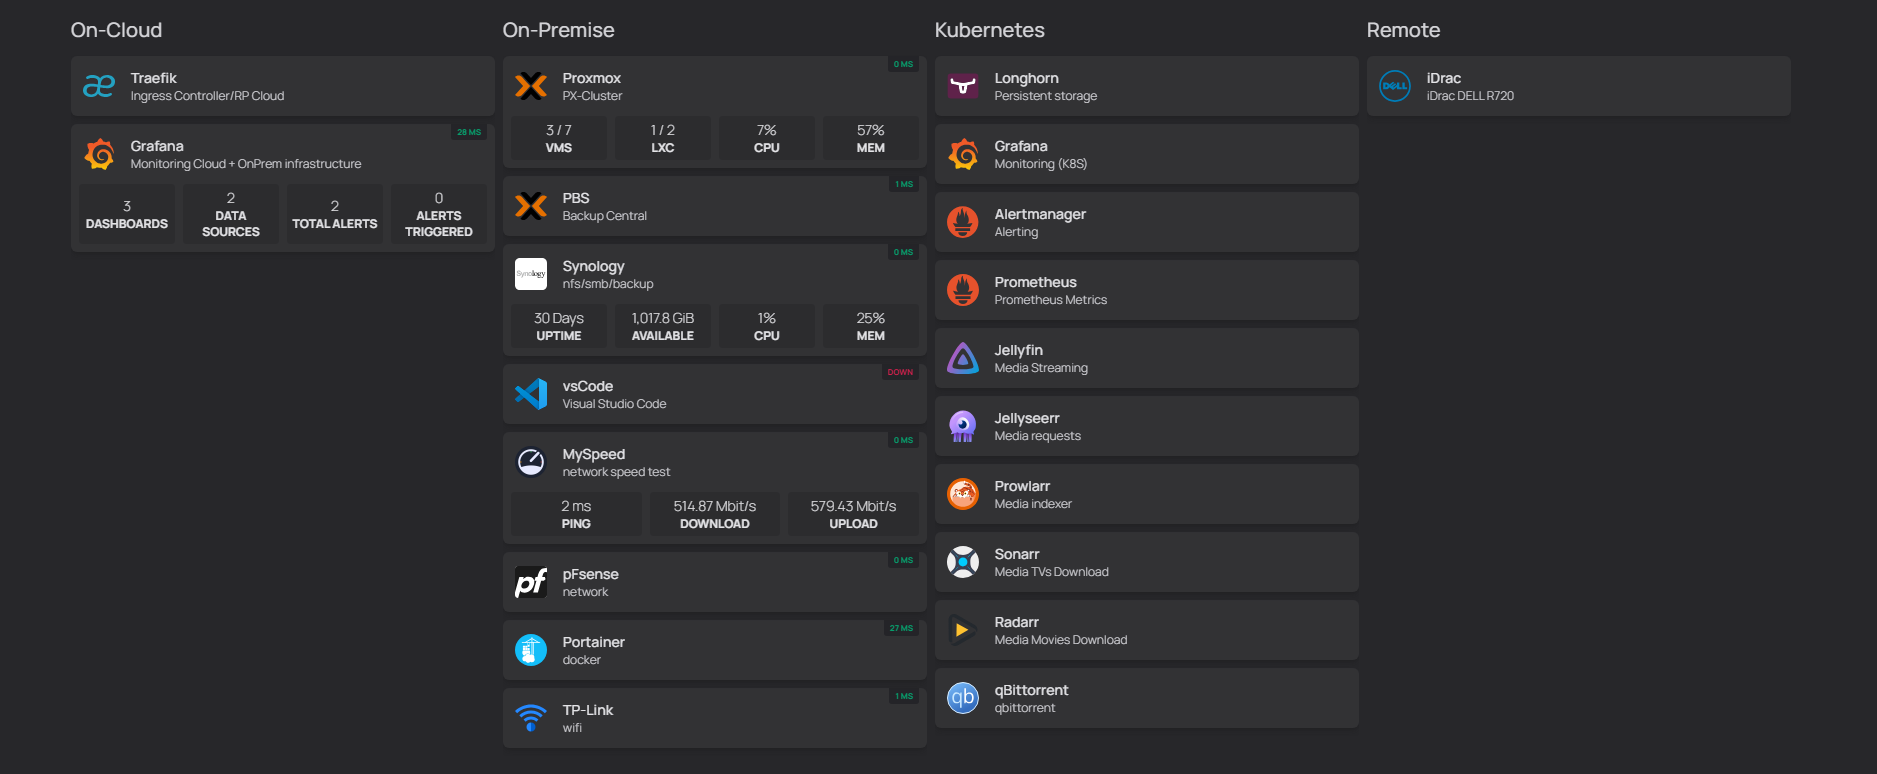 On-Cloud
Traefik
Ingress Controller/RP Cloud
28 MS
Grafana
Monitoring Cloud + OnPrem infrastructure
3
DASHBOARDS
2
DATA
SOURCES
2
TOTAL ALERTS
0
ALERTS
TRIGGERED
On-Premise
0 MS
Proxmox
PX-Cluster
3 / 7
VMS
1 / 2
LXC
7%
CPU
57%
MEM
1 MS
PBS
Backup Central
0 MS
Synology
Synology
nfs/smb/backup
30 Days
UPTIME
1,017.8 GiB
AVAILABLE
1%
CPU
25%
MEM
DOWN
vsCode
Visual Studio Code
0 MS
MySpeed
network speed test
2 ms
PING
514.87 Mbit/s
DOWNLOAD
579.43 Mbit/s
UPLOAD
0 MS
pf
pFsense
network
27 MS
Portainer
docker
1 MS
TP-Link
wifi
Kubernetes
Longhorn
Persistent storage
Grafana
Monitoring (K8S)
Alertmanager
Alerting
Prometheus
Prometheus Metrics
Jellyfin
Media Streaming
Jellyseerr
Media requests
Prowlarr
Media indexer
Sonarr
Media TVs Download
Radarr
Media Movies Download
qb
qBittorrent
qbittorrent
Remote
DELL
iDrac
iDrac DELL R720